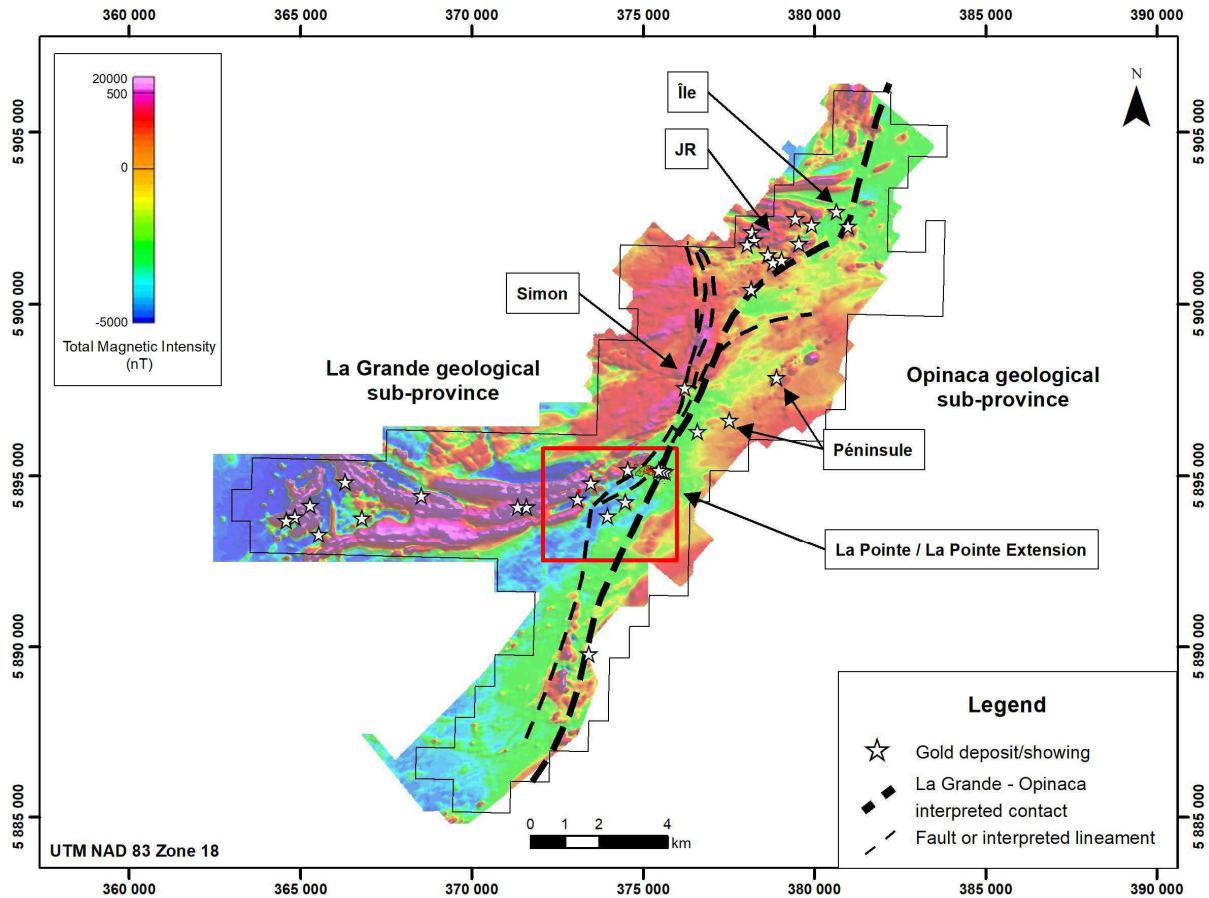 360 000
365 000
370 000
375 000
380 000
385 000
390 000
20000
500
0
-5000
Total Magnetic Intensity
(nT)
N
Île
JR
Simon
La Grande geological
sub-province
Opinaca geological
sub-province
Péninsule
La Pointe / La Pointe Extension
5 905 000
5 900 000
5 895 000
5 890 000
5 885 000
5 905 000
5 900 000
5 895 000
5 890 000
5 885 000
Legend
Gold deposit/showing
La Grande - Opinaca
interpreted contact
Fault or interpreted lineament
0 1 2 4
km
UTM NAD 83 Zone 18
360 000
365 000
370 000
375 000
380 000
385 000
390 000